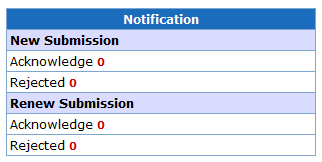 Notification
New Submission
Acknowledge 0
Rejected 0
Renew Submission
Acknowledge 0
Rejected 0